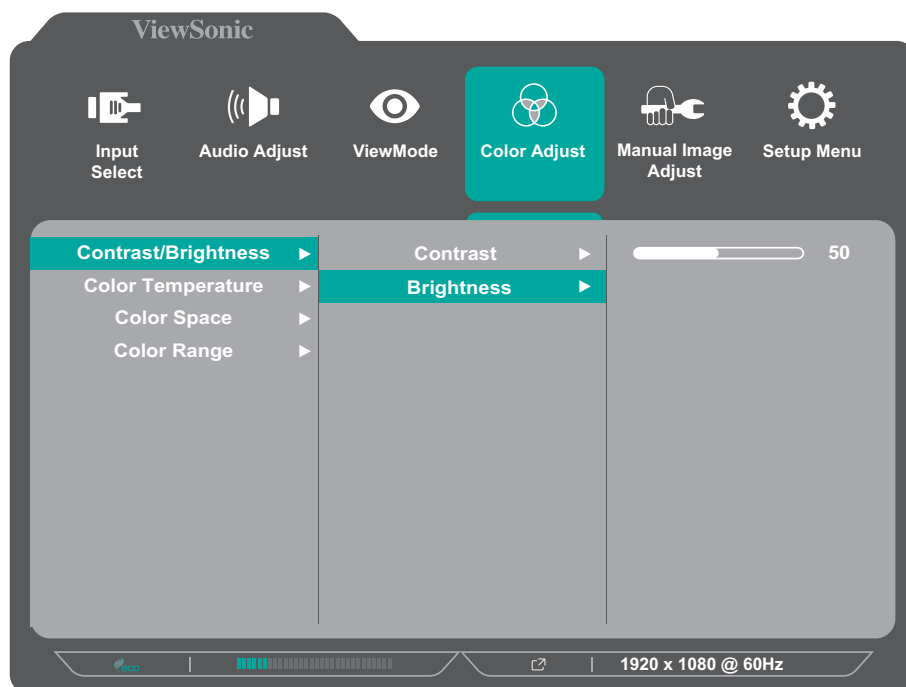 ViewSonic
Input
Select
Audio Adjust
ViewMode
Color Adjust
Manual Image
Adjust
Setup Menu
Contrast/Brightness
Color Temperature
Color Space
Color Range
Contrast
Brightness
50
eco
1920 x 1080 @ 60Hz